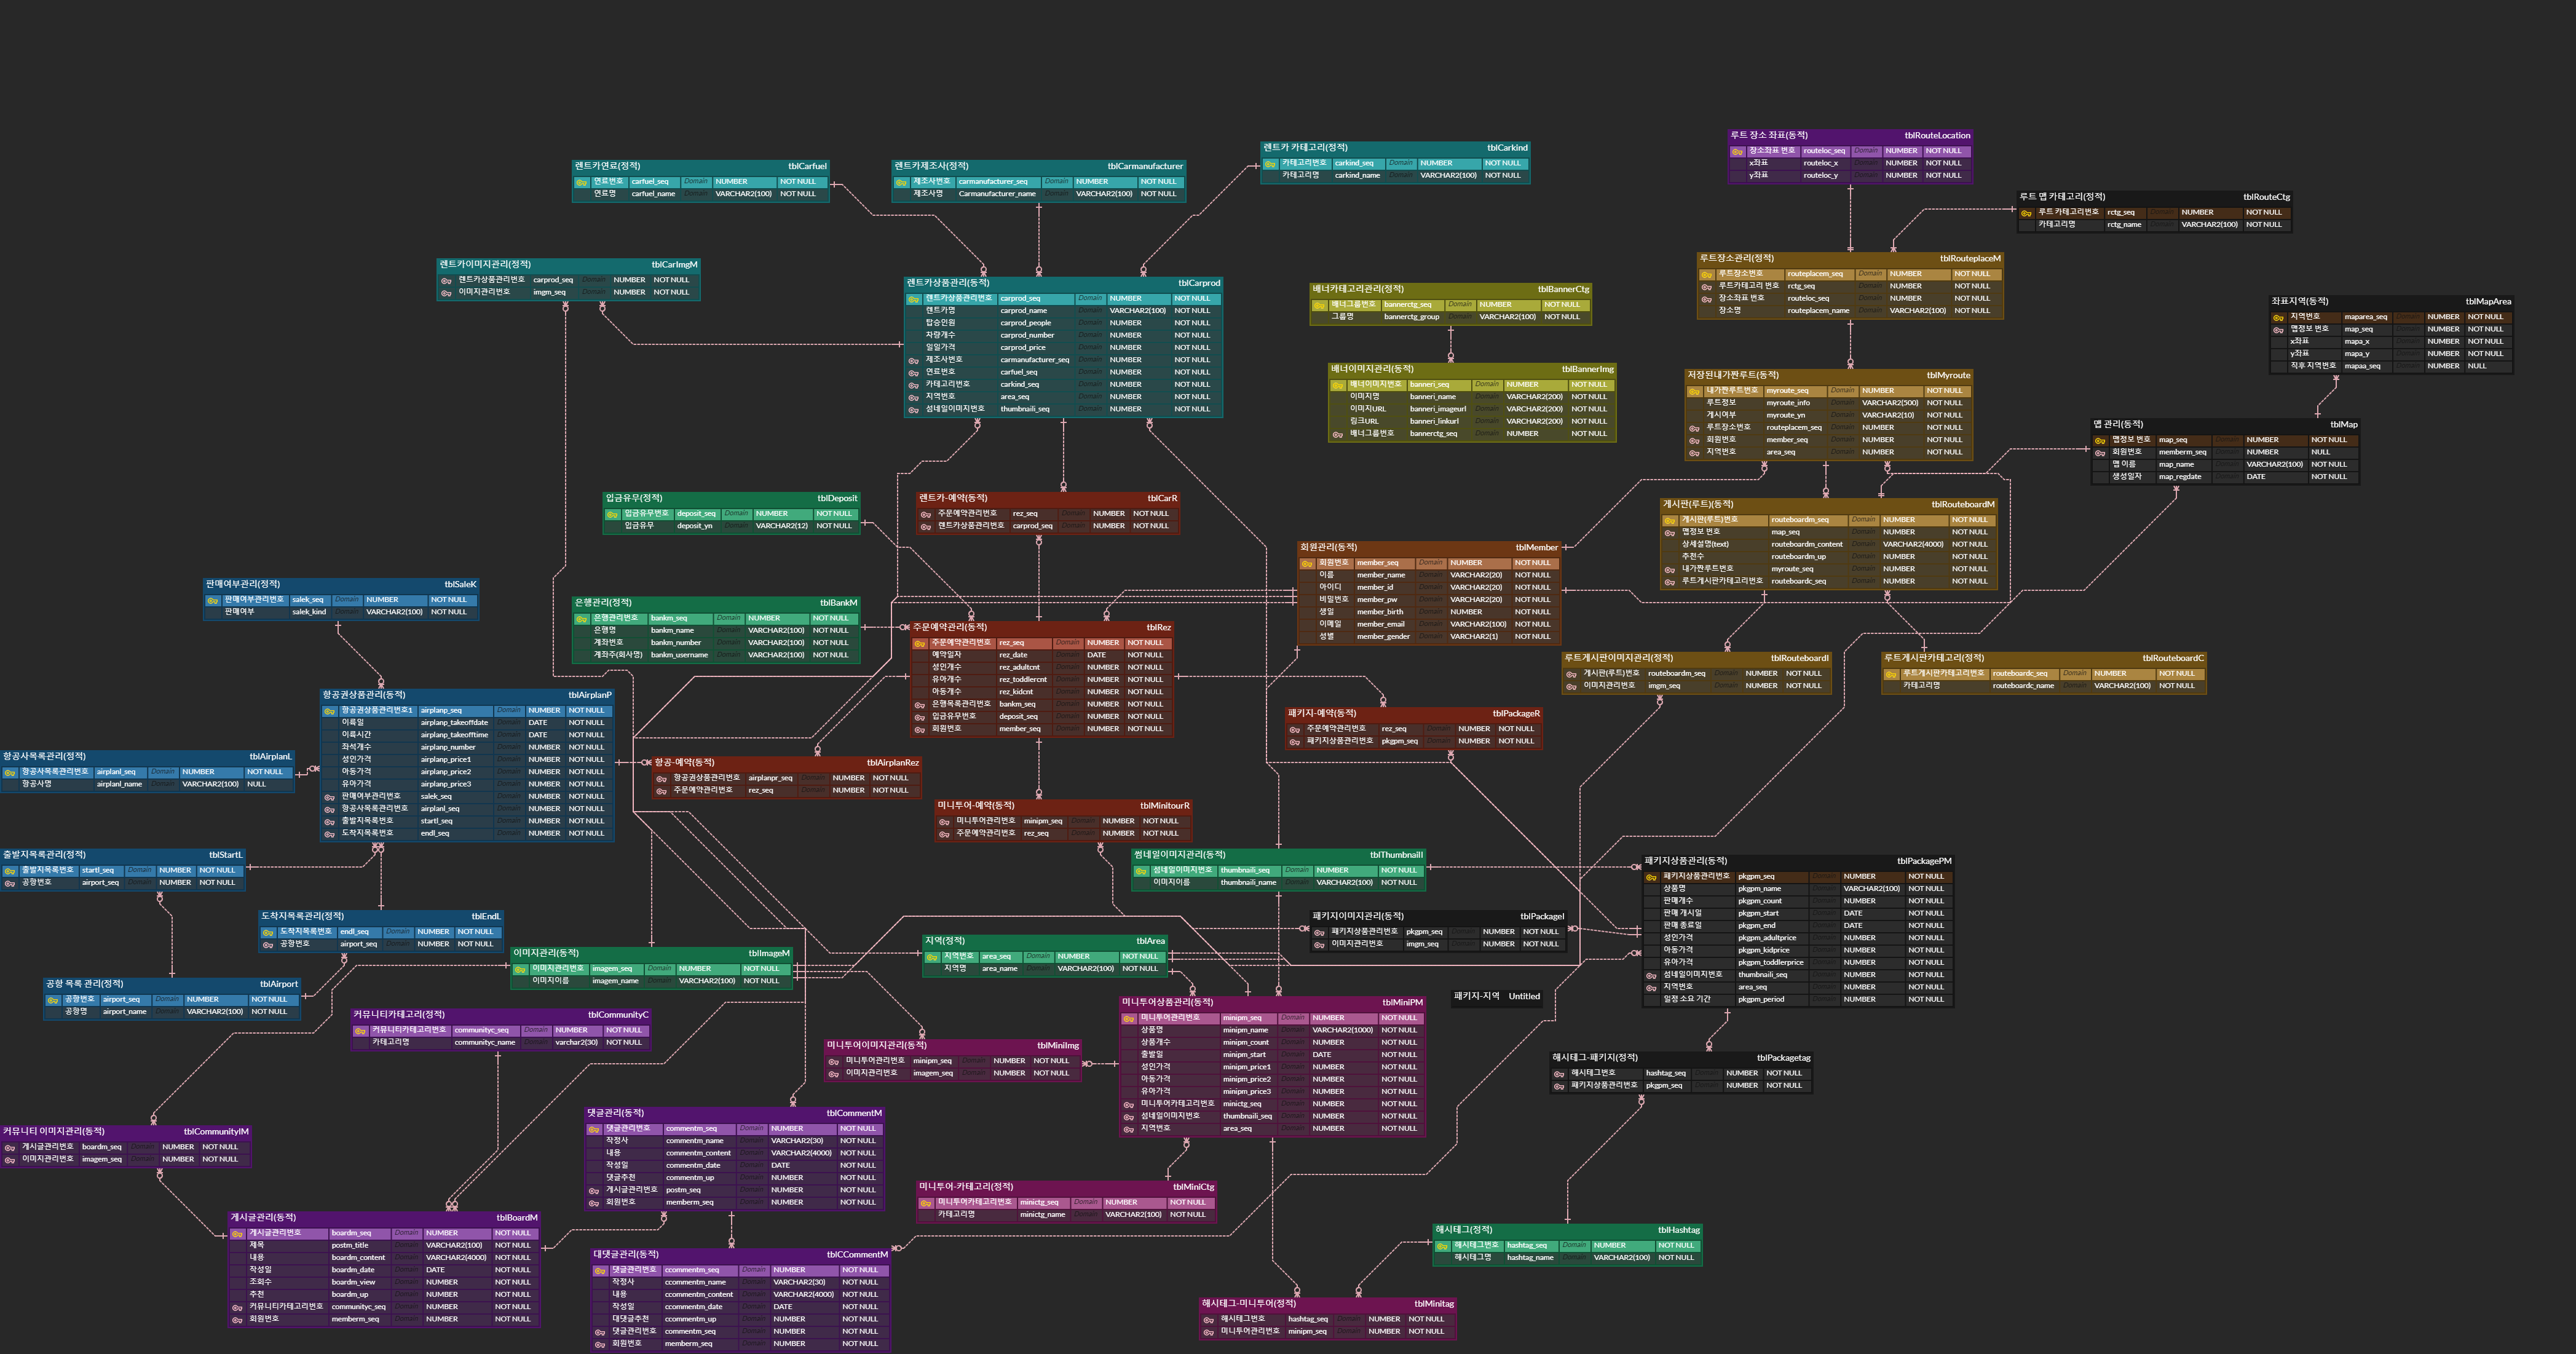 렌트카연료(정적) tblCarfuel
연료번호 carfuel_seq Domain NUMBER NOT NULL
연료명 carfuel_name Domain VARCHAR2(100) NOT NULL
렌트카제조사(정적) tblCarmanufacturer
제조사번호 carmanufacturer_seq Domain NUMBER NOT NULL
제조사명 Carmanufacturer_name Domain VARCHAR2(100) NOT NULL
렌트카 카테고리(정적) tblCarkind
카테고리번호 carkind_seq Domain NUMBER NOT NULL
카테고리명 carkind_name Domain VARCHAR2(100) NOT NULL
루트 장소 좌표(동적) tblRouteLocation
장소좌표 번호 routeloc_seq Domain NUMBER NOT NULL
x좌표 routeloc_x Domain NUMBER NOT NULL
y좌표 routeloc_y Domain NUMBER NOT NULL
루트 맵 카테고리(정적) tblRouteCtg
루트 카테고리번호 rctg_seq Domain NUMBER NOT NULL
카테고리명 rctg_name Domain VARCHAR2(100) NOT NULL
렌트카이미지관리(정적) tblCarImgM
렌트카상품관리번호 carprod_seq Domain NUMBER NOT NULL
이미지관리번호 imgm_seq Domain NUMBER NOT NULL
렌트카상품관리(동적) tblCarprod
렌트카상품관리번호 carprod_seq Domain NUMBER NOT NULL
렌트카명 carprod_name Domain VARCHAR2(100) NOT NULL
탑승인원 carprod_people Domain NUMBER NOT NULL
차량개수 carprod_number Domain NUMBER NOT NULL
일일가격 carprod_price Domain NUMBER NOT NULL
제조사번호 carmanufacturer_seq Domain NUMBER NOT NULL
연료번호 carfuel_seq Domain NUMBER NOT NULL
카테고리번호 carkind_seq Domain NUMBER NOT NULL
지역번호 area_seq Domain NUMBER NOT NULL
섬네일이미지번호 thumbnaili_seq Domain NUMBER NOT NULL
배너카테고리관리(정적) tblBannerCtg
배너그룹번호 bannerctg_seq Domain NUMBER NOT NULL
그룹명 bannerctg_group Domain VARCHAR2(100) NOT NULL
배너이미지관리(동적) tblBannerImg
배너이미지번호 banneri_seq Domain NUMBER NOT NULL
이미지명 banneri_name Domain VARCHAR2(200) NOT NULL
이미지URL banneri_imageurl Domain VARCHAR2(200) NOT NULL
링크URL banneri_linkurl Domain VARCHAR2(200) NOT NULL
배너그룹번호 bannerctg_seq Domain NUMBER NOT NULL
루트장소관리(정적) tblRouteplaceM
루트장소번호 routeplacem_seq Domain NUMBER NOT NULL
루트카테고리 번호 rctg_seq Domain NUMBER NOT NULL
장소좌표 번호 routeloc_seq Domain NUMBER NOT NULL
장소명 routeplacem_name Domain VARCHAR2(100) NOT NULL
좌표지역(동적) tblMapArea
지역번호 maparea_seq Domain NUMBER NOT NULL
맵정보 번호 map_seq Domain NUMBER NOT NULL
x좌표 mapa_x Domain NUMBER NOT NULL
y좌표 mapa_y Domain NUMBER NOT NULL
직후 지역번호 mapaa_seq Domain NUMBER NULL
저장된내가짠루트(동적) tblMyroute
내가짠루트번호 myroute_seq Domain NUMBER NOT NULL
루트정보 myroute_info Domain VARCHAR2(500) NOT NULL
게시여부 myroute_yn Domain VARCHAR2(10) NOT NULL
루트장소번호 routeplacem_seq Domain NUMBER NOT NULL
회원번호 member_seq Domain NUMBER NOT NULL
지역번호 area_seq Domain NUMBER NOT NULL
맵 관리(동적) tblMap
맵정보 번호 map_seq Domain NUMBER NOT NULL
회원번호 memberm_seq Domain NUMBER NULL
맵 이름 map_name Domain VARCHAR2(100) NOT NULL
생성일자 map_regdate Domain DATE NOT NULL
입금유무(정적) tblDeposit
입금유무번호 deposit_seq Domain NUMBER NOT NULL
입금유무 deposit_yn Domain VARCHAR2(12) NOT NULL
렌트카-예약(동적) tblCarR
주문예약관리번호 rez_seq Domain NUMBER NOT NULL
렌트카상품관리번호 carprod_seq Domain NUMBER NOT NULL
게시판(루트)(동적) tblRouteboardM
게시판(루트)번호 routeboardm_seq Domain NUMBER NOT NULL
맵정보 번호 map_seq Domain NUMBER NOT NULL
상세설명(text) routeboardm_content Domain VARCHAR2(4000) NOT NULL
추천수 routeboardm_up Domain NUMBER NOT NULL
내가짠루트번호 myroute_seq Domain NUMBER NOT NULL
루트게시판카테고리번호 routeboardc_seq Domain NUMBER NOT NULL
회원관리(동적) tblMember
회원번호 member_seq Domain NUMBER NOT NULL
이름 member_name Domain VARCHAR2(20) NOT NULL
아이디 member_id Domain VARCHAR2(20) NOT NULL
비밀번호 member_pw Domain VARCHAR2(20) NOT NULL
생일 member_birth Domain NUMBER NOT NULL
이메일 member_email Domain VARCHAR2(100) NOT NULL
성별 member_gender Domain VARCHAR2(1) NOT NULL
판매여부관리(정적) tblSaleK
판매여부관리번호 salek_seq Domain NUMBER NOT NULL
판매여부 salek_kind Domain VARCHAR2(100) NOT NULL
은행관리(정적) tblBankM
은행관리번호 bankm_seq Domain NUMBER NOT NULL
은행명 bankm_name Domain VARCHAR2(100) NOT NULL
계좌번호 bankm_number Domain VARCHAR2(100) NOT NULL
계좌주(회사명) bankm_username Domain VARCHAR2(100) NOT NULL
주문예약관리(동적) tblRez
주문예약관리번호 rez_seq Domain NUMBER NOT NULL
예약일자 rez_date Domain DATE NOT NULL
성인개수 rez_adultcnt Domain NUMBER NOT NULL
유아개수 rez_toddlercnt Domain NUMBER NOT NULL
아동개수 rez_kidcnt Domain NUMBER NOT NULL
은행목록관리번호 bankm_seq Domain NUMBER NOT NULL
입금유무번호 deposit_seq Domain NUMBER NOT NULL
회원번호 member_seq Domain NUMBER NOT NULL
루트게시판이미지관리(정적) tblRouteboardI
게시판(루트)번호 routeboardm_seq Domain NUMBER NOT NULL
이미지관리번호 imgm_seq Domain NUMBER NOT NULL
루트게시판카테고리(정적) tblRouteboardC
루트게시판카테고리번호 routeboardc_seq Domain NUMBER NOT NULL
카테고리명 routeboardc_name Domain VARCHAR2(100) NOT NULL
항공권상품관리(동적) tblAirplanP
항공권상품관리번호1 airplanp_seq Domain NUMBER NOT NULL
이륙일 airplanp_takeoffdate Domain DATE NOT NULL
이륙시간 airplanp_takeofftime Domain DATE NOT NULL
좌석개수 airplanp_number Domain NUMBER NOT NULL
성인가격 airplanp_price1 Domain NUMBER NOT NULL
아동가격 airplanp_price2 Domain NUMBER NOT NULL
유아가격 airplanp_price3 Domain NUMBER NOT NULL
판매여부관리번호 salek_seq Domain NUMBER NOT NULL
항공사목록관리번호 airplanl_seq Domain NUMBER NOT NULL
출발지목록번호 startl_seq Domain NUMBER NOT NULL
도착지목록번호 endl_seq Domain NUMBER NOT NULL
패키지-예약(동적) tblPackageR
주문예약관리번호 rez_seq Domain NUMBER NOT NULL
패키지상품관리번호 pkgpm_seq Domain NUMBER NOT NULL
항공사목록관리(정적) tblAirplanL
항공사목록관리번호 airplanl_seq Domain NUMBER NOT NULL
항공사명 airplanl_name Domain VARCHAR2(100) NULL
항공-예약(동적) tblAirplanRez
항공권상품관리번호 airplanpr_seq Domain NUMBER NOT NULL
주문예약관리번호 rez_seq Domain NUMBER NOT NULL
미니투어-예약(동적) tblMinitourR
미니투어관리번호 minipm_seq Domain NUMBER NOT NULL
주문예약관리번호 rez_seq Domain NUMBER NOT NULL
출발지목록관리(정적) tblStartL
출발지목록번호 startl_seq Domain NUMBER NOT NULL
공항번호 airport_seq Domain NUMBER NOT NULL
썸네일이미지관리(동적) tblThumbnailI
섬네일이미지번호 thumbnaili_seq Domain NUMBER NOT NULL
이미지이름 thumbnaili_name Domain VARCHAR2(100) NOT NULL
패키지상품관리(동적) tblPackagePM
패키지상품관리번호 pkgpm_seq Domain NUMBER NOT NULL
상품명 pkgpm_name Domain VARCHAR2(100) NOT NULL
판매개수 pkgpm_count Domain NUMBER NOT NULL
판매 개시일 pkgpm_start Domain DATE NOT NULL
판매 종료일 pkgpm_end Domain DATE NOT NULL
성인가격 pkgpm_adultprice Domain NUMBER NOT NULL
아동가격 pkgpm_kidprice Domain NUMBER NOT NULL
유아가격 pkgpm_toddlerprice Domain NUMBER NOT NULL
섬네일이미지번호 thumbnaili_seq Domain NUMBER NOT NULL
지역번호 area_seq Domain NUMBER NOT NULL
일정 소요 기간 pkgpm_period Domain NUMBER NOT NULL
도착지목록관리(정적) tblEndL
도착지목록번호 endl_seq Domain NUMBER NOT NULL
공항번호 airport_seq Domain NUMBER NOT NULL
패키지이미지관리(동적) tblPackageI
패키지상품관리번호 pkgpm_seq Domain NUMBER NOT NULL
이미지관리번호 imgm_seq Domain NUMBER NOT NULL
이미지관리(동적) tblImageM
이미지관리번호 imagem_seq Domain NUMBER NOT NULL
이미지이름 imagem_name Domain VARCHAR2(100) NOT NULL
지역(정적) tblArea
지역번호 area_seq Domain NUMBER NOT NULL
지역명 area_name Domain VARCHAR2(100) NOT NULL
공항 목록 관리(정적) tblAirport
공항번호 airport_seq Domain NUMBER NOT NULL
공항명 airport_name Domain VARCHAR2(100) NOT NULL
패키지-지역 Untitled
미니투어상품관리(동적) tblMiniPM
미니투어관리번호 minipm_seq Domain NUMBER NOT NULL
상품명 minipm_name Domain VARCHAR2(1000) NOT NULL
상품개수 minipm_count Domain NUMBER NOT NULL
출발일 minipm_start Domain DATE NOT NULL
성인가격 minipm_price1 Domain NUMBER NOT NULL
아동가격 minipm_price2 Domain NUMBER NOT NULL
유아가격 minipm_price3 Domain NUMBER NOT NULL
미니투어카테고리번호 minictg_seq Domain NUMBER NOT NULL
섬네일이미지번호 thumbnaili_seq Domain NUMBER NOT NULL
지역번호 area_seq Domain NUMBER NOT NULL
커뮤니티카테고리(정적) tblCommunityC
커뮤니티카테고리번호 communityc_seq Domain NUMBER NOT NULL
카테고리명 communityc_name Domain varchar2(30) NOT NULL
미니투어이미지관리(동적) tblMiniImg
미니투어관리번호 minipm_seq Domain NUMBER NOT NULL
이미지관리번호 imagem_seq Domain NUMBER NOT NULL
해시태그-패키지(정적) tblPackagetag
해시태그번호 hashtag_seq Domain NUMBER NOT NULL
패키지상품관리번호 pkgpm_seq Domain NUMBER NOT NULL
댓글관리(동적) tblCommentM
댓글관리번호 commentm_seq Domain NUMBER NOT NULL
작정사 commentm_name Domain VARCHAR2(30) NOT NULL
내용 commentm_content Domain VARCHAR2(4000) NOT NULL
작성일 commentm_date Domain DATE NOT NULL
댓글추천 commentm_up Domain NUMBER NOT NULL
게시글관리번호 postm_seq Domain NUMBER NOT NULL
회원번호 memberm_seq Domain NUMBER NOT NULL
커뮤니티 이미지관리(동적) tblCommunityIM
게시글관리번호 boardm_seq Domain NUMBER NOT NULL
이미지관리번호 imagem_seq Domain NUMBER NOT NULL
미니투어-카테고리(정적) tblMiniCtg
미니투어카테고리번호 minictg_seq Domain NUMBER NOT NULL
카테고리명 minictg_name Domain VARCHAR2(100) NOT NULL
게시글관리(동적) tblBoardM
게시글관리번호 boardm_seq Domain NUMBER NOT NULL
제목 postm_title Domain VARCHAR2(100) NOT NULL
내용 boardm_content Domain VARCHAR2(4000) NOT NULL
작성일 boardm_date Domain DATE NOT NULL
조회수 boardm_view Domain NUMBER NOT NULL
추천 boardm_up Domain NUMBER NOT NULL
커뮤니티카테고리번호 communityc_seq Domain NUMBER NOT NULL
회원번호 memberm_seq Domain NUMBER NOT NULL
해시태그(정적) tblHashtag
해시태그번호 hashtag_seq Domain NUMBER NOT NULL
해시태그명 hashtag_name Domain VARCHAR2(100) NOT NULL
대댓글관리(동적) tblCCommentM
댓글관리번호 ccommentm_seq Domain NUMBER NOT NULL
작정사 ccommentm_name Domain VARCHAR2(30) NOT NULL
내용 ccommentm_content Domain VARCHAR2(4000) NOT NULL
작성일 ccommentm_date Domain DATE NOT NULL
대댓글추천 ccommentm_up Domain NUMBER NOT NULL
댓글관리번호 commentm_seq Domain NUMBER NOT NULL
회원번호 memberm_seq Domain NUMBER NOT NULL
해시태그-미니투어(정적) tblMinitag
해시태그번호 hashtag_seq Domain NUMBER NOT NULL
미니투어관리번호 minipm_seq Domain NUMBER NOT NULL